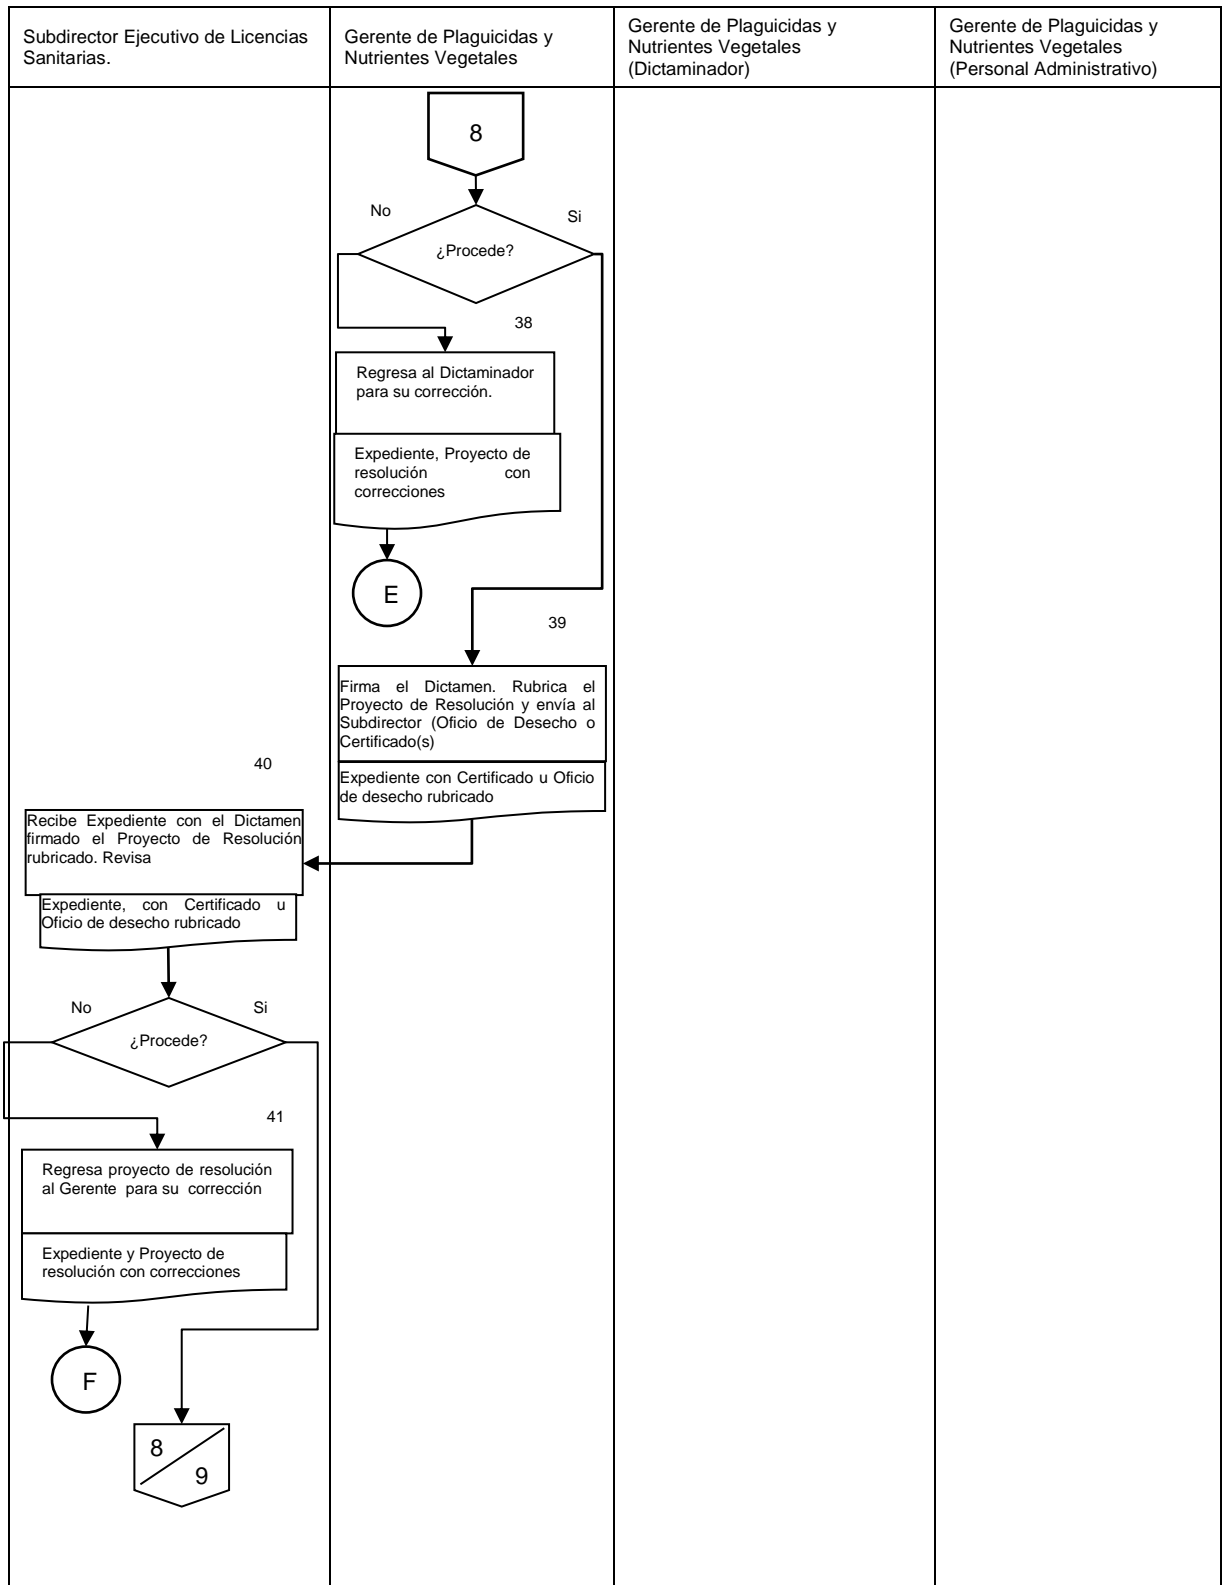 Subdirector Ejecutivo de Licencias
Sanitarias.
Gerente de Plaguicidas y
Nutrientes Vegetales
Gerente de Plaguicidas y
Nutrientes Vegetales
(Dictaminador)
Gerente de Plaguicidas y
Nutrientes Vegetales
(Personal Administrativo)
8
No
Si
¿Procede?
38
Regresa al Dictaminador
para su corrección.
Expediente, Proyecto de
resolución con
correcciones
E
39
Firma el Dictamen. Rubrica el
Proyecto de Resolución y envía al
Subdirector (Oficio de Desecho o
Certificado(s)
Expediente con Certificado u Oficio
de desecho rubricado
40
Recibe Expediente con el Dictamen
firmado el Proyecto de Resolución
rubricado. Revisa
Expediente, con Certificado u
Oficio de desecho rubricado
No
Si
¿Procede?
41
Regresa proyecto de resolución
al Gerente para su corrección
Expediente y Proyecto de
resolución con correcciones
F
8
9